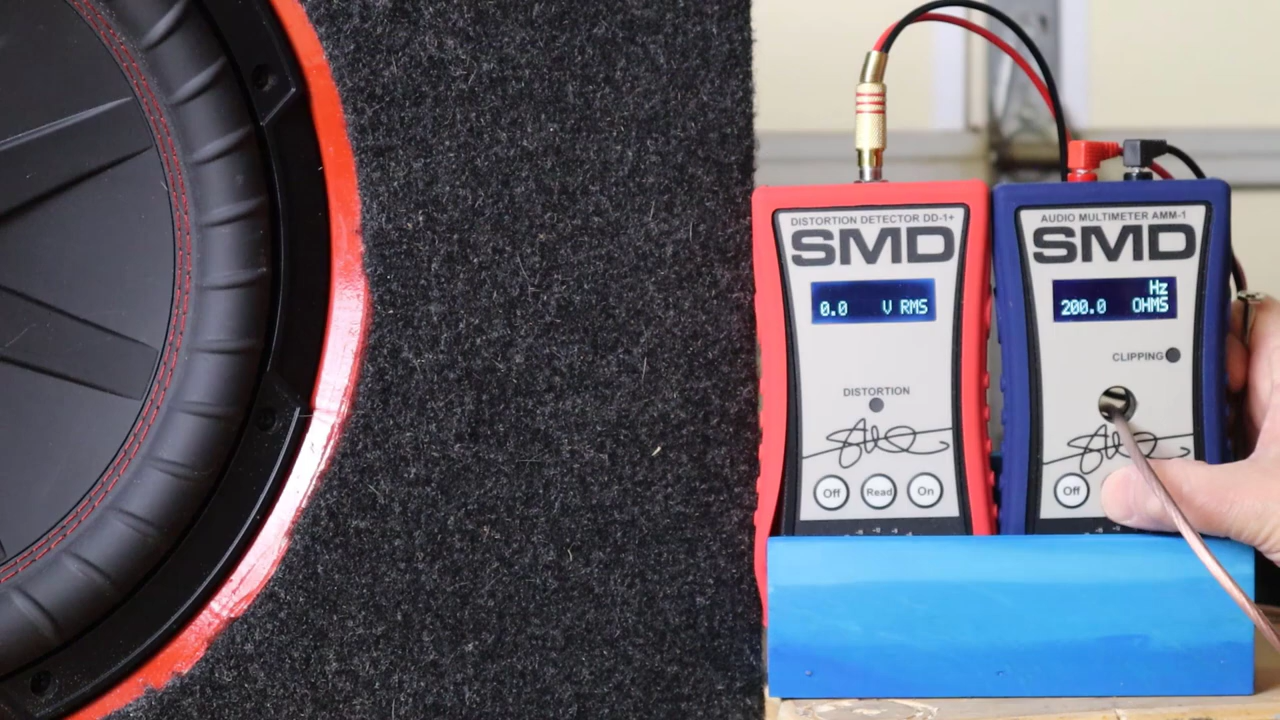 DISTORTION DETECTOR DD-1+
SMD
0.0 V RMS
DISTORTION
Off Read On
AUDIO MULTIMETER AMM-1
SMD
Hz
200.0 OHMS
CLIPPING
Off